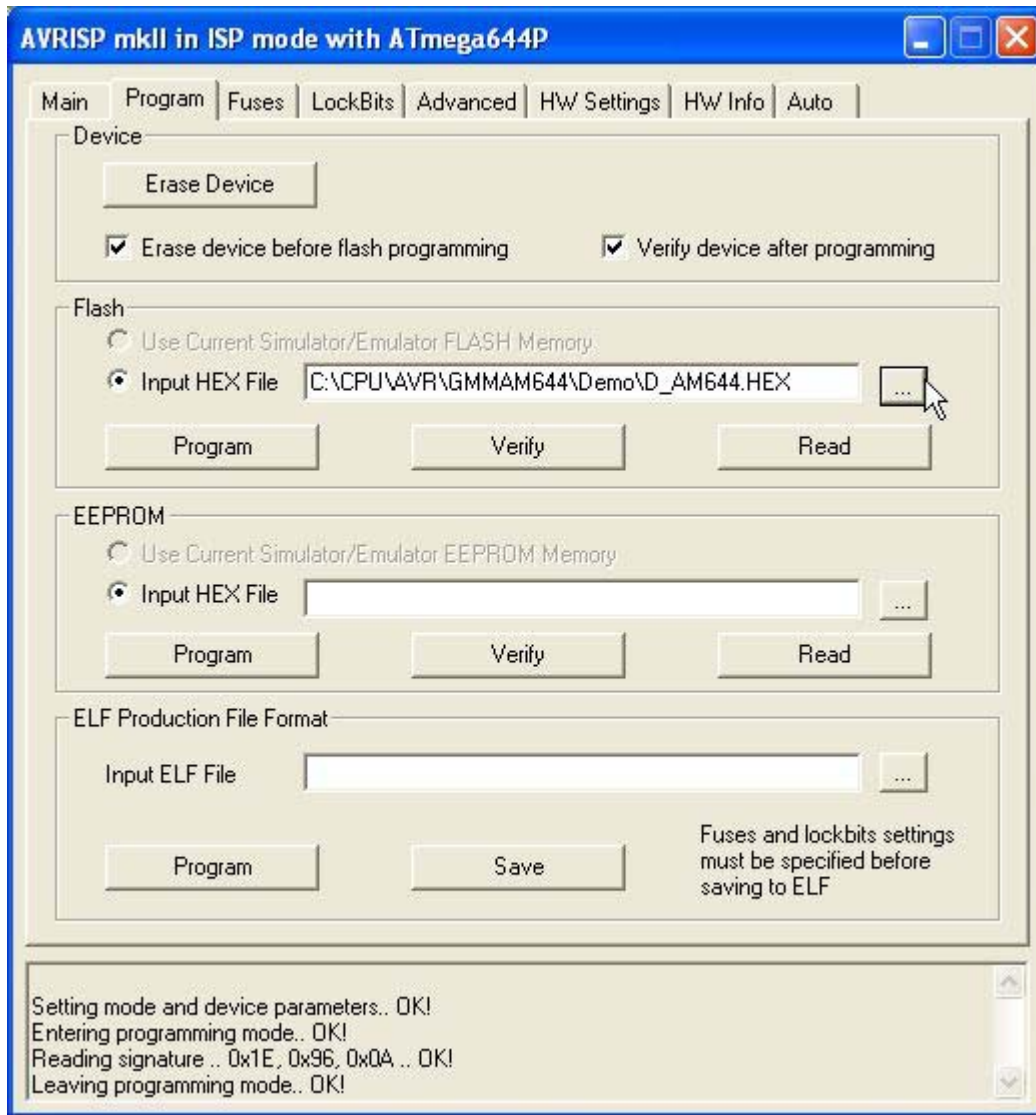 AVRISP mkII in ISP mode with ATmega644P
Main Program Fuses LockBits Advanced HW Settings HW Info Auto
Device
Erase Device
Erase device before flash programming Verify device after programming
Flash
Use Current Simulator/Emulator FLASH Memory
Input HEX File C:\CPU\AVR\GMMAM644\Demo\D_AM644.HEX ...
Program Verify Read
EEPROM
Use Current Simulator/Emulator EEPROM Memory
Input HEX File ...
Program Verify Read
ELF Production File Format
Input ELF File ...
Fuses and lockbits settings
must be specified before
saving to ELF
Program Save
Setting mode and device parameters.. OK!
Entering programming mode.. OK!
Reading signature .. 0x1E, 0x96, 0x0A .. OK!
Leaving programming mode.. OK!